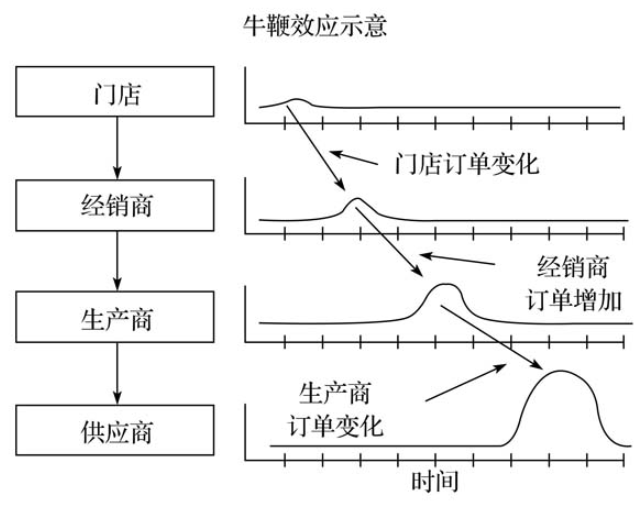 牛鞭效应示意
门店
门店订单变化
经销商
经销商
订单增加
生产商
生产商
订单变化
供应商
时间